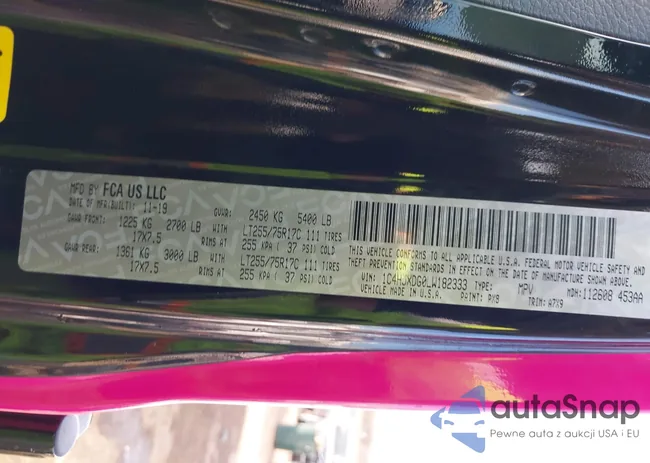 MFD BY FCA US LLC
DATE OF MFR(BUILT): 11-19
GVWR: 2450 KG 5400 LB
GAWR FRONT: 1225 KG 2700 LB WITH LT255/75R17C 111 TIRES
17X7.5 RIMS AT 255 KPA ( 37 PSI) COLD
GAWR REAR: 1361 KG 3000 LB WITH LT255/75R17C 111 TIRES
17X7.5 RIMS AT 255 KPA ( 37 PSI) COLD
THIS VEHICLE CONFORMS TO ALL APPLICABLE U.S.A. FEDERAL MOTOR VEHICLE SAFETY AND
THEFT PREVENTION STANDARDS IN EFFECT ON THE DATE OF MANUFACTURE SHOWN ABOVE.
VIN: 1C4HJXDG0LW182333 TYPE: MPV MDH: 112608 453AA
VEHICLE MADE IN U.S.A. PAINT: PX8 TRIM: A7X9
autaSnap
Pewne auta z aukcji USA i EU